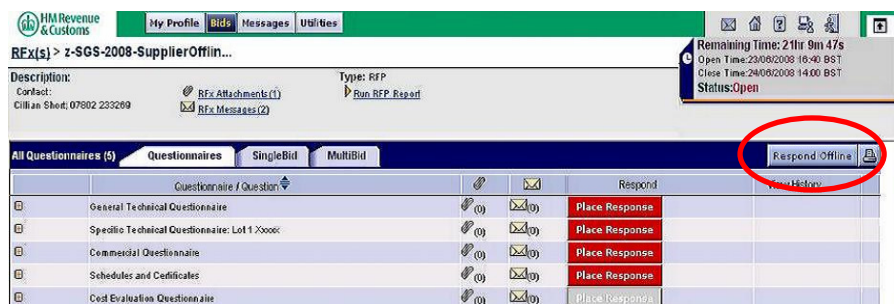 HM Revenue & Customs
My Profile Bids Messages Utilities
RFx(s) > z-SGS-2008-SupplierOfflin...
Remaining Time: 21hr 9m 47s
Open Time:23/06/2008 16:40 BST
Close Time:24/06/2008 14:00 BST
Status:Open
Description:
Contact:
Cillian Short; 07802 233269
RFx Attachments (1)
RFx Messages (2)
Type: RFP
Run RFP Report
All Questionnaires (5) Questionnaires SingleBid MultiBid Respond Offline
Questionnaire / Question Respond View History
General Technical Questionnaire (0) (0) Place Response
Specific Technical Questionnaire: Lot 1 Xxxxx (0) (0) Place Response
Commercial Questionnaire (0) (0) Place Response
Schedules and Certificates (0) (0) Place Response
Cost Evaluation Questionnaire (0) (0) Place Response